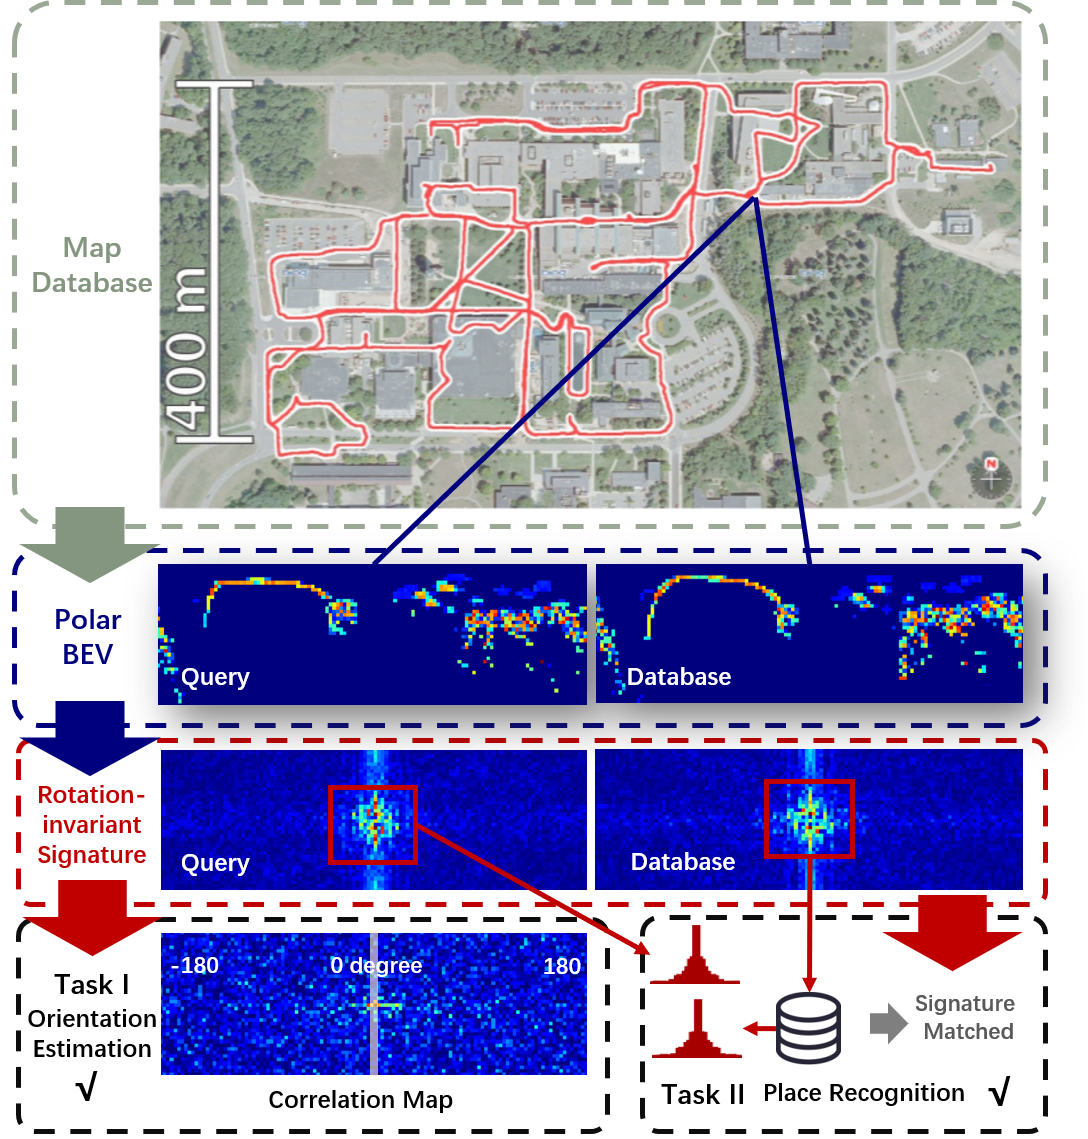 Map
Database
400 m
N
Polar
BEV
Query
Database
Rotation-
invariant
Signature
Query
Database
Task I
Orientation
Estimation
√
-180
0 degree
180
Correlation Map
Signature
Matched
Task II
Place Recognition
√